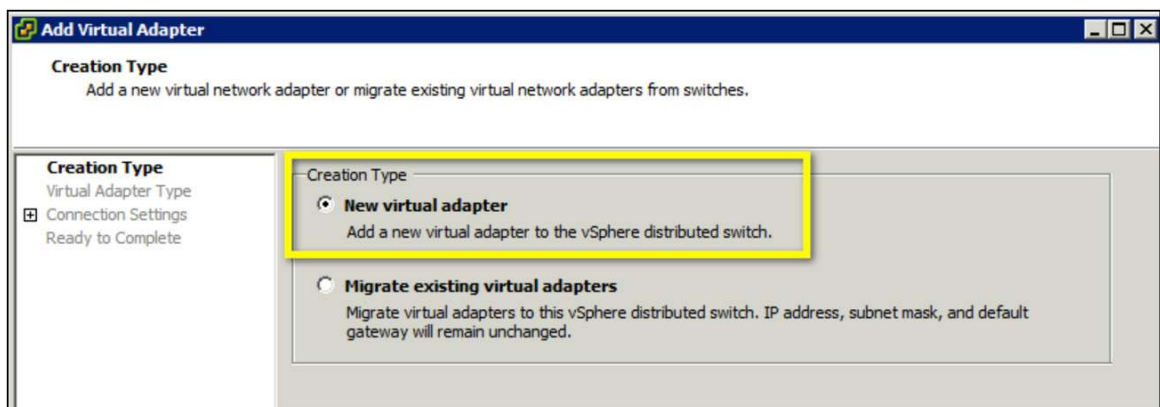 Add Virtual Adapter
Creation Type
Add a new virtual network adapter or migrate existing virtual network adapters from switches.
Creation Type
Virtual Adapter Type
Connection Settings
Ready to Complete
Creation Type
New virtual adapter
Add a new virtual adapter to the vSphere distributed switch.
Migrate existing virtual adapters
Migrate virtual adapters to this vSphere distributed switch. IP address, subnet mask, and default
gateway will remain unchanged.